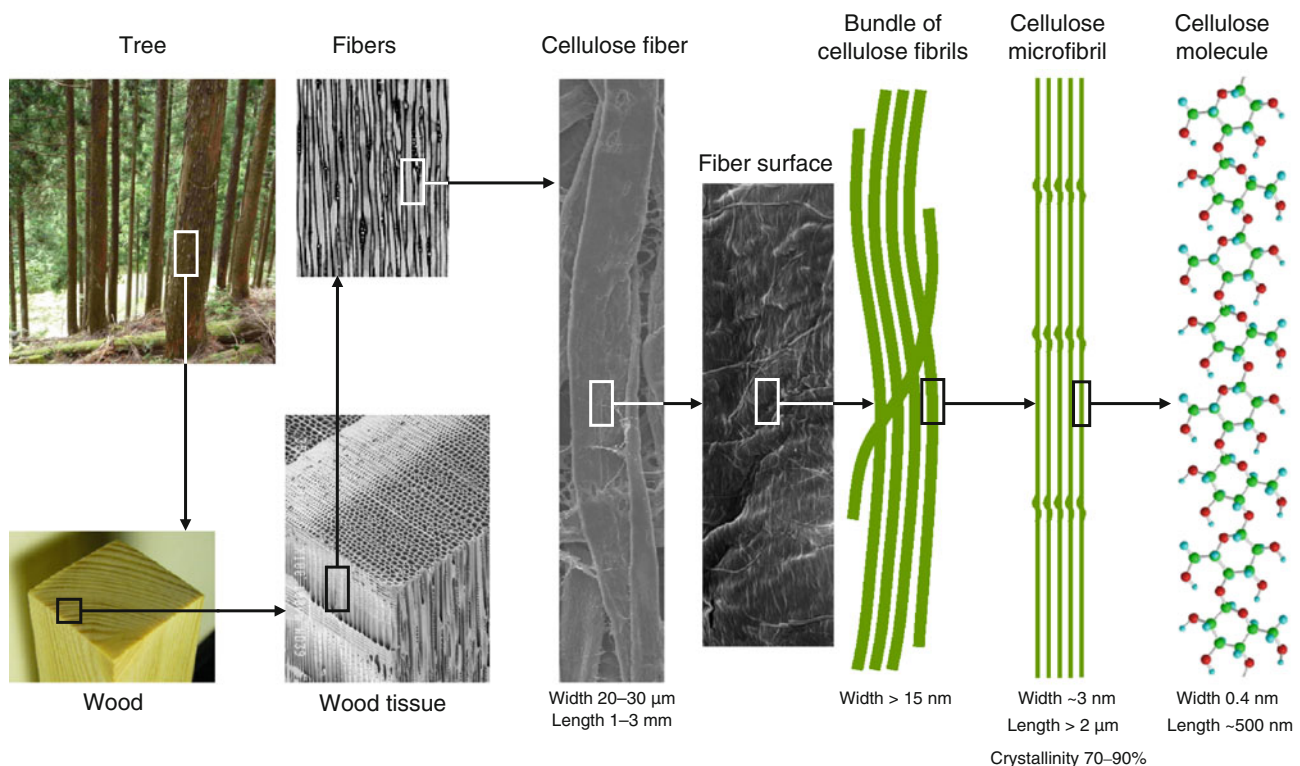 Tree
Fibers
Cellulose fiber
Bundle of
cellulose fibrils
Cellulose
microfibril
Cellulose
molecule
Fiber surface
Wood
Wood tissue
Width 20–30 μm
Length 1–3 mm
Width > 15 nm
Width ~3 nm
Length > 2 μm
Crystallinity 70–90%
Width 0.4 nm
Length ~500 nm